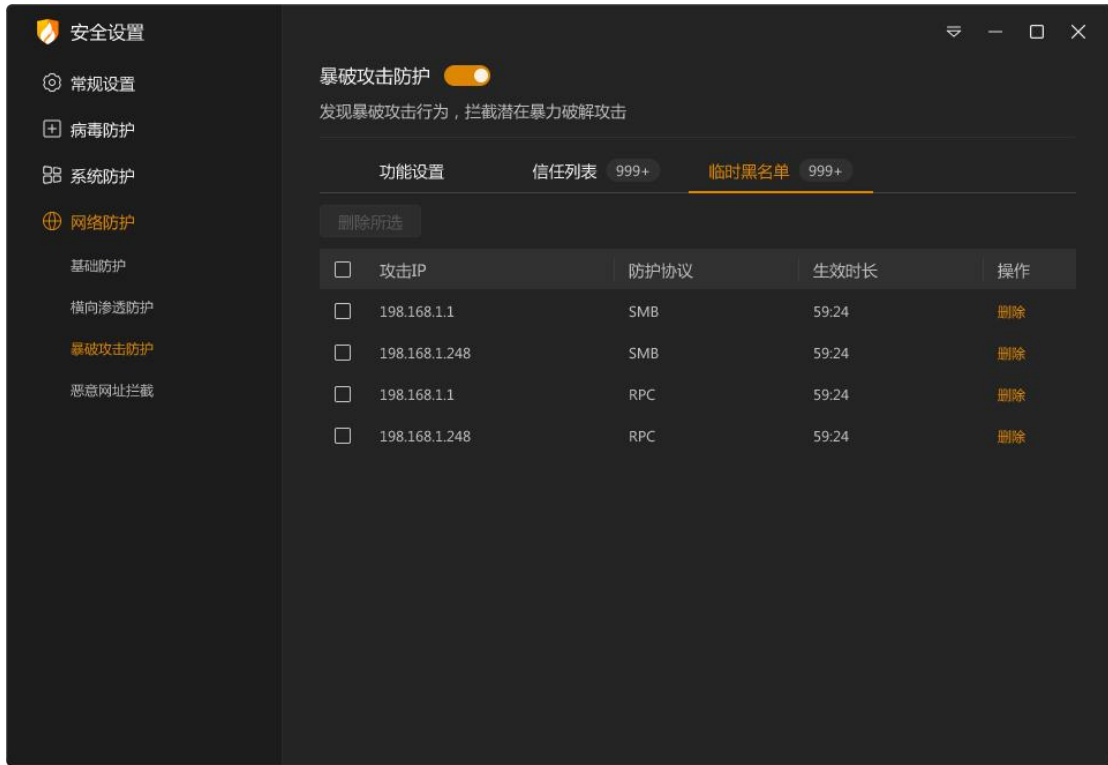 安全设置
常规设置
病毒防护
系统防护
网络防护
基础防护
横向渗透防护
暴破攻击防护
恶意网址拦截
暴破攻击防护
发现暴破攻击行为，拦截潜在暴力破解攻击
功能设置 信任列表 999+ 临时黑名单 999+
删除所选
攻击IP 防护协议 生效时长 操作
198.168.1.1 SMB 59:24 删除
198.168.1.248 SMB 59:24 删除
198.168.1.1 RPC 59:24 删除
198.168.1.248 RPC 59:24 删除